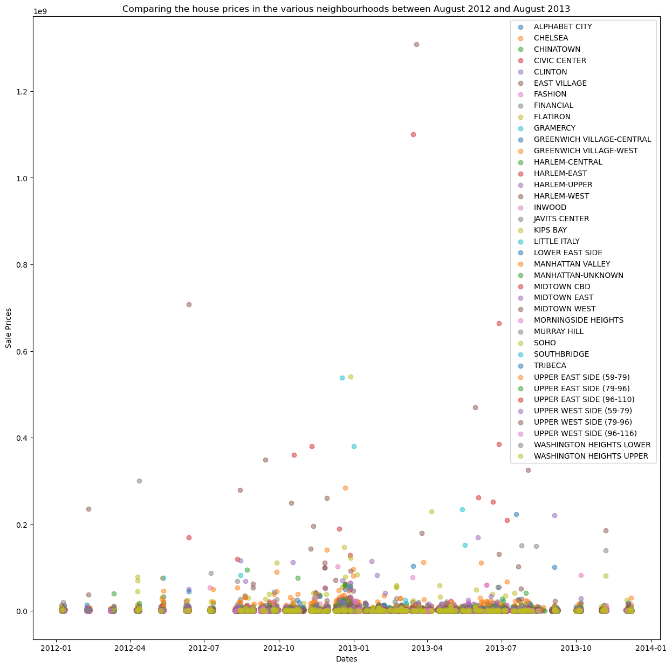 Comparing the house prices in the various neighbourhoods between August 2012 and August 2013
1e9
1.2
1.0
0.8
0.6
0.4
0.2
0.0
Sale Prices
ALPHABET CITY
CHELSEA
CHINATOWN
CIVIC CENTER
CLINTON
EAST VILLAGE
FASHION
FINANCIAL
FLATIRON
GRAMERCY
GREENWICH VILLAGE-CENTRAL
GREENWICH VILLAGE-WEST
HARLEM-CENTRAL
HARLEM-EAST
HARLEM-UPPER
HARLEM-WEST
INWOOD
JAVITS CENTER
KIPS BAY
LITTLE ITALY
LOWER EAST SIDE
MANHATTAN VALLEY
MANHATTAN-UNKNOWN
MIDTOWN CBD
MIDTOWN EAST
MIDTOWN WEST
MORNINGSIDE HEIGHTS
MURRAY HILL
SOHO
SOUTHBRIDGE
TRIBECA
UPPER EAST SIDE (59-79)
UPPER EAST SIDE (79-96)
UPPER EAST SIDE (96-110)
UPPER WEST SIDE (59-79)
UPPER WEST SIDE (79-96)
UPPER WEST SIDE (96-116)
WASHINGTON HEIGHTS LOWER
WASHINGTON HEIGHTS UPPER
2012-01 2012-04 2012-07 2012-10 2013-01 2013-04 2013-07 2013-10 2014-01
Dates